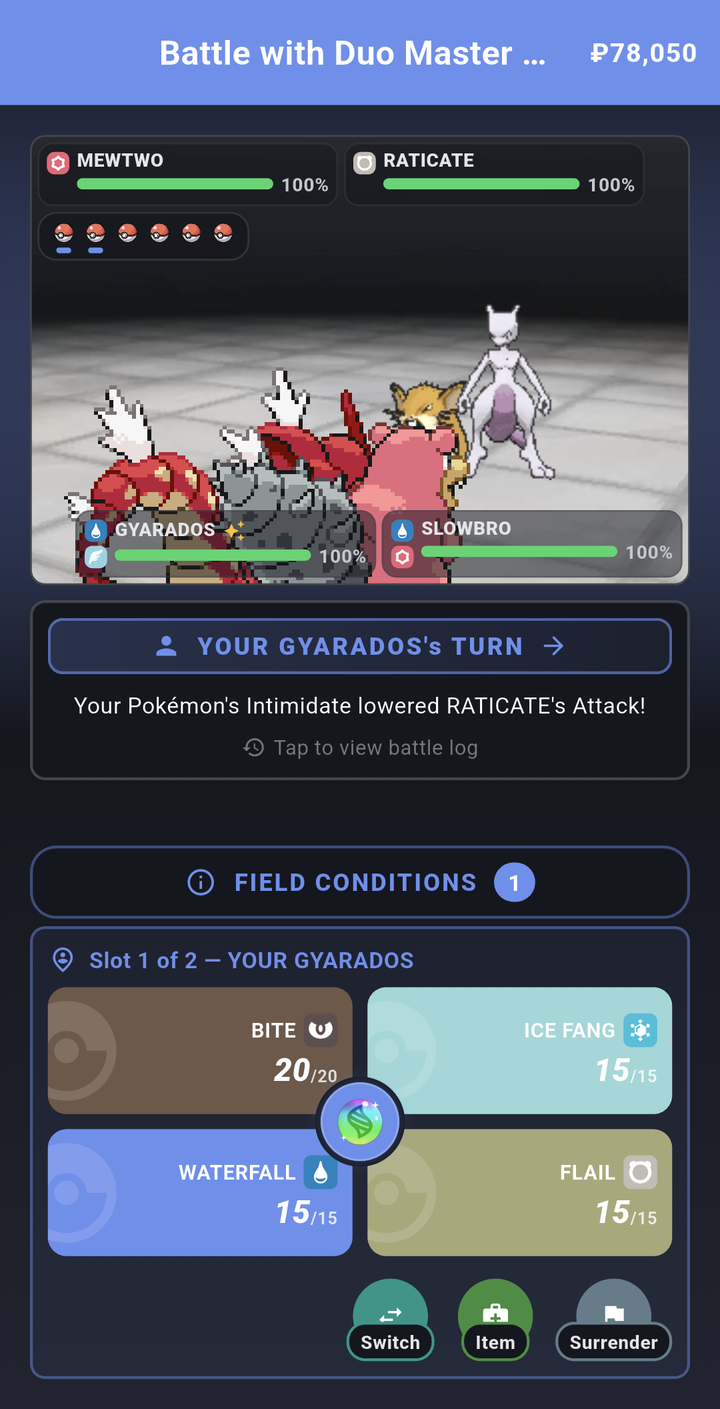 Battle with Duo Master ...
₽78,050
MEWTWO
100%
RATICATE
100%
GYARADOS
100%
SLOWBRO
100%
YOUR GYARADOS's TURN
Your Pokémon's Intimidate lowered RATICATE's Attack!
Tap to view battle log
FIELD CONDITIONS 1
Slot 1 of 2 — YOUR GYARADOS
BITE
20/20
ICE FANG
15/15
WATERFALL
15/15
FLAIL
15/15
Switch
Item
Surrender